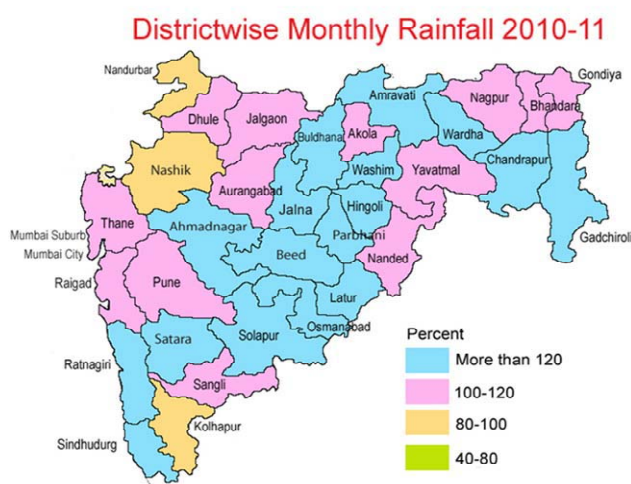 Districtwise Monthly Rainfall 2010-11
Nandurbar
Gondiya
Dhule
Jalgaon
Amravati
Nagpur
Bhandara
Buldhana
Akola
Wardha
Nashik
Washim
Yavatmal
Chandrapur
Aurangabad
Jalna
Hingoli
Thane
Ahmadnagar
Parbhani
Gadchiroli
Mumbai Suburb
Mumbai City
Beed
Nanded
Raigad
Pune
Latur
Osmanabad
Satara
Solapur
Ratnagiri
Sangli
Kolhapur
Sindhudurg
Percent
More than 120
100-120
80-100
40-80